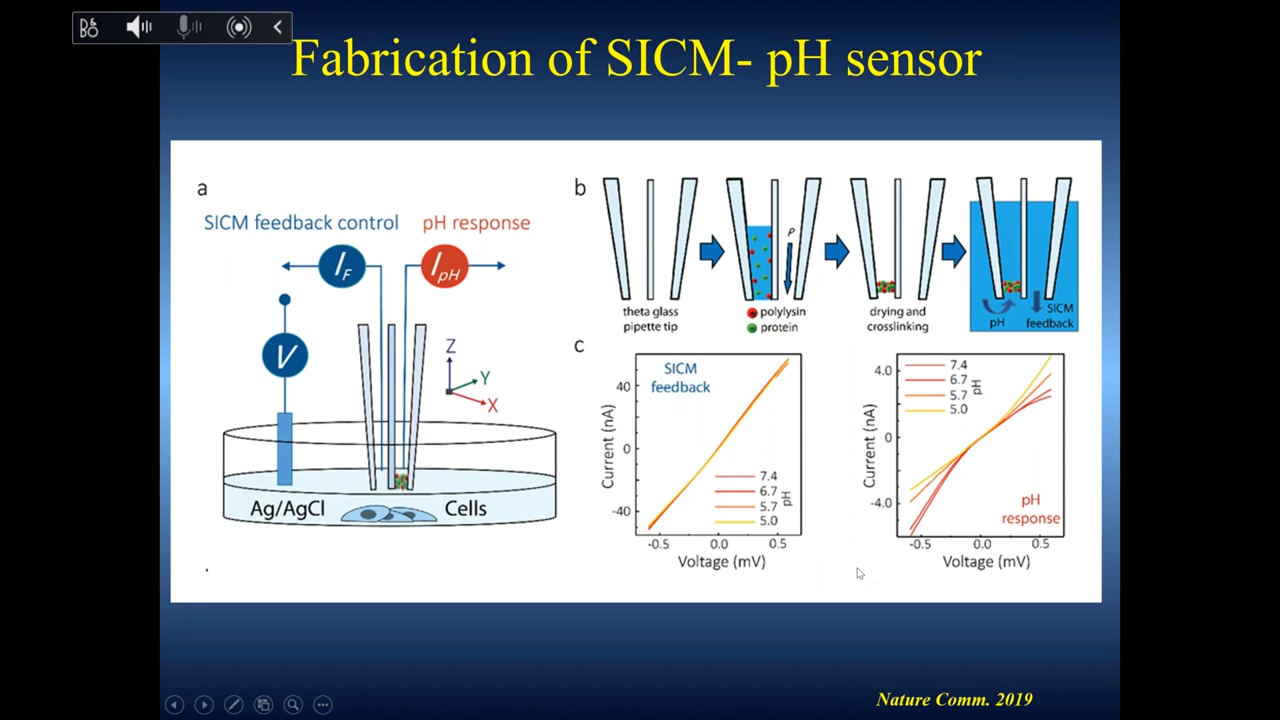 B&O
Fabrication of SICM- pH sensor
a
SICM feedback control
pH response
IF
IpH
V
Z
Y
X
Ag/AgCl
Cells
b
P
theta glass
pipette tip
polylysin
protein
drying and
crosslinking
pH
SICM
feedback
c
SICM
feedback
Current (nA)
40
0
-40
7.4
6.7
5.7
5.0
pH
-0.5
0.0
0.5
Voltage (mV)
7.4
6.7
5.7
5.0
pH
Current (nA)
4.0
0
-4.0
pH
response
-0.5
0.0
0.5
Voltage (mV)
Nature Comm. 2019